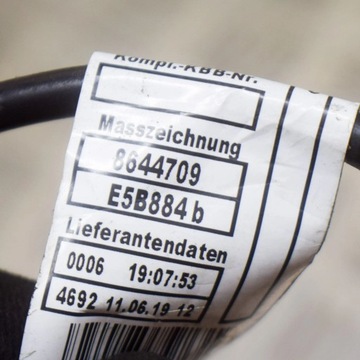 Kompl.-KBB-Nr.
Masszeichnung
8644709
E5B884 b
Lieferantendaten
0006 19:07:53
4692 11.06.19 12